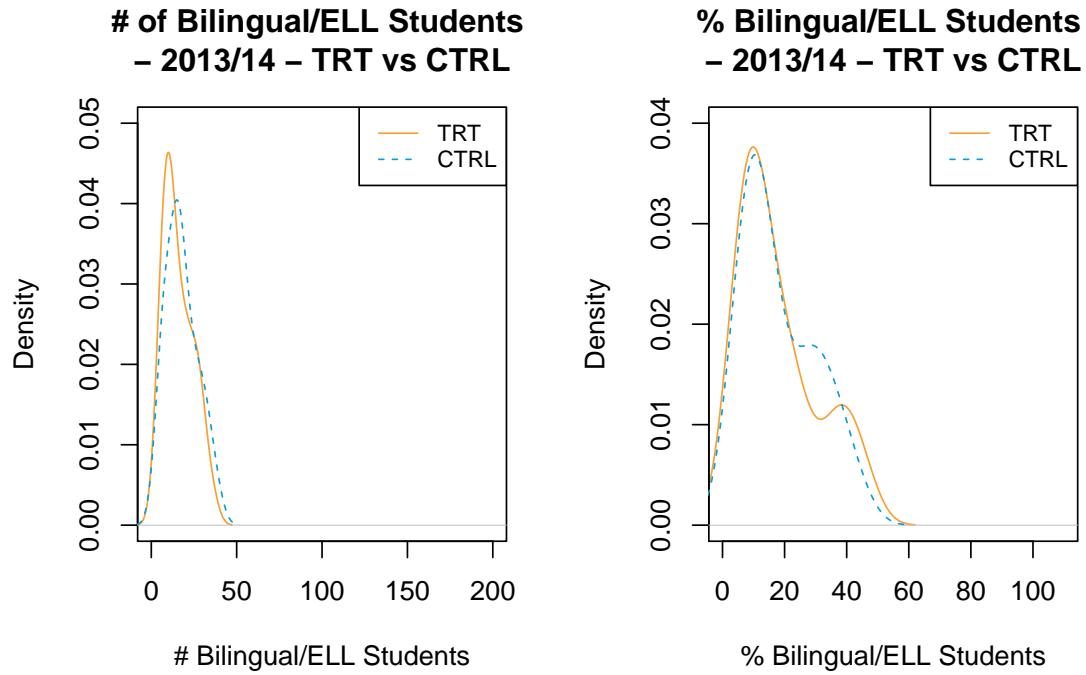 # of Bilingual/ELL Students
– 2013/14 – TRT vs CTRL
0.05
0.04
0.03
0.02
0.01
0.00
Density
TRT
CTRL
0 50 100 150 200
# Bilingual/ELL Students
% Bilingual/ELL Students
– 2013/14 – TRT vs CTRL
0.04
0.03
0.02
0.01
0.00
Density
TRT
CTRL
0 20 40 60 80 100
% Bilingual/ELL Students